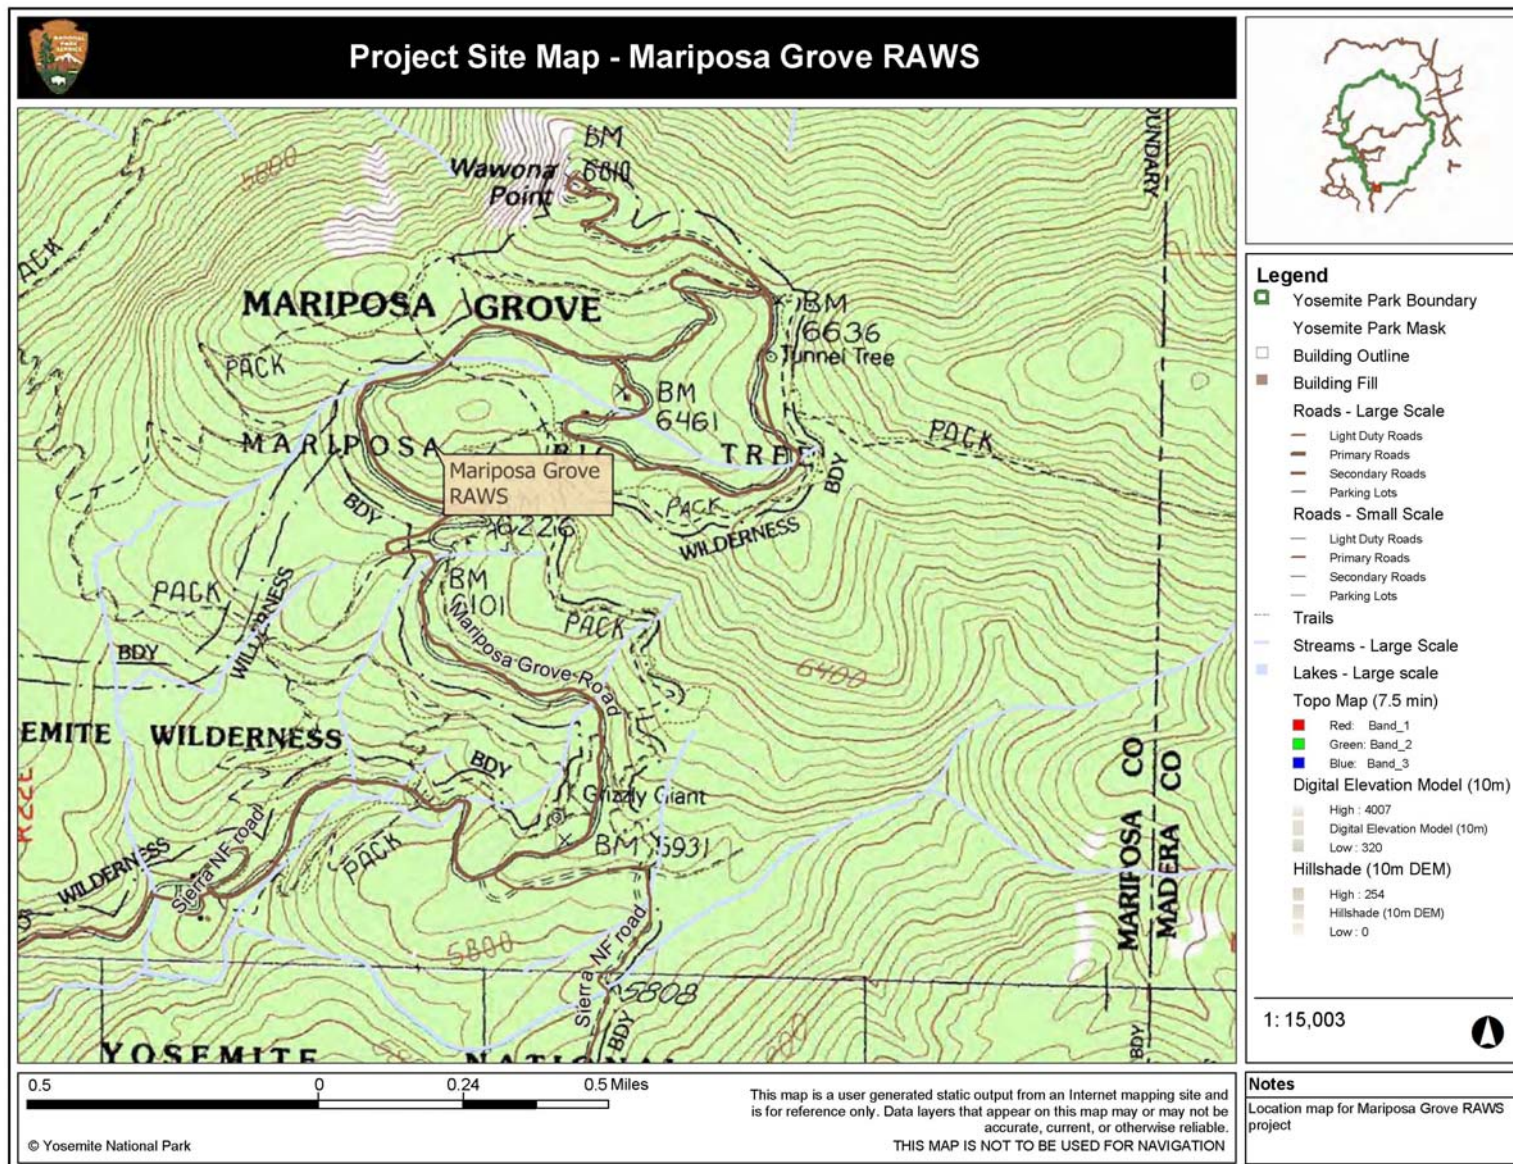 NATIONAL
PARK
SERVICE
Project Site Map - Mariposa Grove RAWS
5800
Wawona
Point
BM
6810
BOUNDARY
ACK
MARIPOSA GROVE
BM
6636
Tunnel Tree
PACK
BM
6461
MARIPOSA
TREE
PACK
Mariposa Grove
RAWS
BDY
BDY
PACK
6226
WILDERNESS
PACK
BM
6101
WILDERNESS
BDY
PACK
Mariposa Grove Road
6400
EMITE WILDERNESS
BDY
MARIPOSA CO
MADERA CO
R22E
Grizzly Giant
BM 5931
WILDERNESS
Sierra NF road
PACK
5800
Sierra NF road
5808
BDY
BDY
YOSEMITE NATIONAL
Legend
Yosemite Park Boundary
Yosemite Park Mask
Building Outline
Building Fill
Roads - Large Scale
Light Duty Roads
Primary Roads
Secondary Roads
Parking Lots
Roads - Small Scale
Light Duty Roads
Primary Roads
Secondary Roads
Parking Lots
Trails
Streams - Large Scale
Lakes - Large scale
Topo Map (7.5 min)
Red: Band_1
Green: Band_2
Blue: Band_3
Digital Elevation Model (10m)
High : 4007
Digital Elevation Model (10m)
Low : 320
Hillshade (10m DEM)
High : 254
Hillshade (10m DEM)
Low : 0
1: 15,003
0.5 0 0.24 0.5 Miles
© Yosemite National Park
This map is a user generated static output from an Internet mapping site and
is for reference only. Data layers that appear on this map may or may not be
accurate, current, or otherwise reliable.
THIS MAP IS NOT TO BE USED FOR NAVIGATION
Notes
Location map for Mariposa Grove RAWS
project